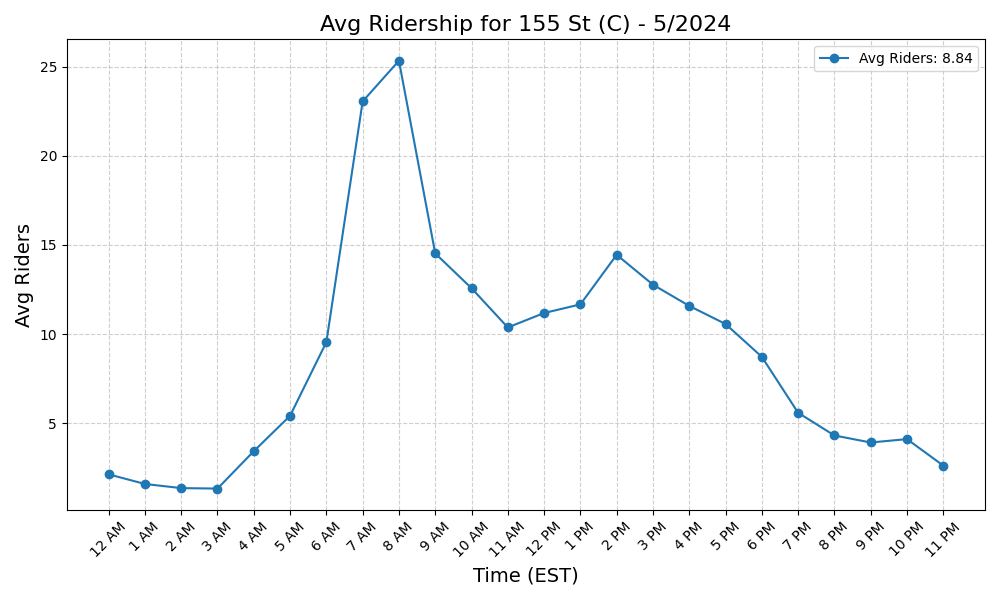 Avg Ridership for 155 St (C) - 5/2024
Avg Riders: 8.84
Avg Riders
25
20
15
10
5
12 AM
1 AM
2 AM
3 AM
4 AM
5 AM
6 AM
7 AM
8 AM
9 AM
10 AM
11 AM
12 PM
1 PM
2 PM
3 PM
4 PM
5 PM
6 PM
7 PM
8 PM
9 PM
10 PM
11 PM
Time (EST)